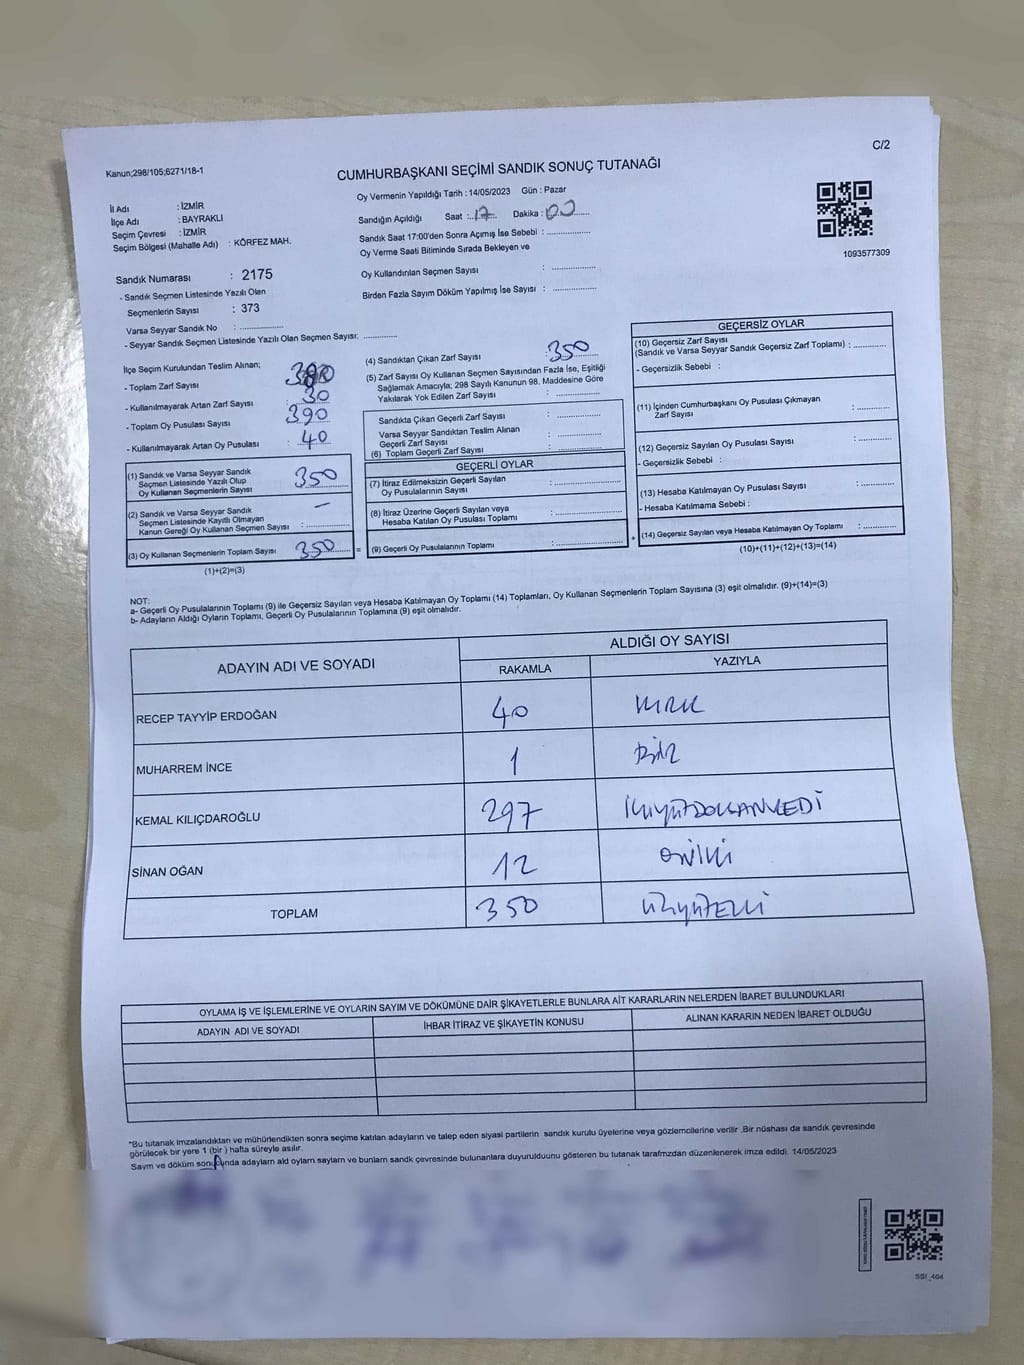 C/2
Kanun;298/105;6271/18-1
CUMHURBAŞKANI SEÇİMİ SANDIK SONUÇ TUTANAĞI
İl Adı : İZMİR
İlçe Adı : BAYRAKLI
Seçim Çevresi : İZMİR
Seçim Bölgesi (Mahalle Adı) : KÖRFEZ MAH.
Sandık Numarası : 2175
- Sandık Seçmen Listesinde Yazılı Olan
Seçmenlerin Sayısı : 373
Varsa Seyyar Sandık No : ..............
- Seyyar Sandık Seçmen Listesinde Yazılı Olan Seçmen Sayısı: ............
Oy Vermenin Yapıldığı Tarih : 14/05/2023 Gün : Pazar
Sandığın Açıldığı Saat : 17 Dakika : 00
Sandık Saat 17:00'den Sonra Açımış İse Sebebi : ..............
Oy Verme Saati Bitiminde Sırada Bekleyen ve
Oy Kullandırılan Seçmen Sayısı : ..............
Birden Fazla Sayım Döküm Yapılmış İse Sayısı : ..............
1093577309
İlçe Seçim Kurulundan Teslim Alınan;
- Toplam Zarf Sayısı :
- Kullanılmayarak Artan Zarf Sayısı : 30
- Toplam Oy Pusulası Sayısı : 390
- Kullanılmayarak Artan Oy Pusulası : 40
(1) Sandık ve Varsa Seyyar Sandık
Seçmen Listesinde Yazılı Olup
Oy Kullanan Seçmenlerin Sayısı : 350
(2) Sandık ve Varsa Seyyar Sandık
Seçmen Listesinde Kayıtlı Olmayan
Kanun Gereği Oy Kullanan Seçmen Sayısı : –
(3) Oy Kullanan Seçmenlerin Toplam Sayısı : 350 =
(1)+(2)=(3)
(4) Sandıktan Çıkan Zarf Sayısı : 350
(5) Zarf Sayısı Oy Kullanan Seçmen Sayısından Fazla İse, Eşitliği
Sağlamak Amacıyla; 298 Sayılı Kanunun 98. Maddesine Göre
Yakılarak Yok Edilen Zarf Sayısı : ..............
Sandıkta Çıkan Geçerli Zarf Sayısı : ..............
Varsa Seyyar Sandıktan Teslim Alınan
Geçerli Zarf Sayısı : ..............
(6) Toplam Geçerli Zarf Sayısı : ..............
GEÇERLİ OYLAR
(7) İtiraz Edilmeksizin Geçerli Sayılan
Oy Pusulalarının Sayısı : ..............
(8) İtiraz Üzerine Geçerli Sayılan veya
Hesaba Katılan Oy Pusulası Toplamı : ..............
(9) Geçerli Oy Pusulalarının Toplamı : .............. +
GEÇERSİZ OYLAR
(10) Geçersiz Zarf Sayısı
(Sandık ve Varsa Seyyar Sandık Geçersiz Zarf Toplamı) : ............
- Geçersizlik Sebebi :
(11) İçinden Cumhurbaşkanı Oy Pusulası Çıkmayan
Zarf Sayısı : ............
(12) Geçersiz Sayılan Oy Pusulası Sayısı : ............
- Geçersizlik Sebebi :
(13) Hesaba Katılmayan Oy Pusulası Sayısı : ............
- Hesaba Katılmama Sebebi :
(14) Geçersiz Sayılan veya Hesaba Katılmayan Oy Toplamı : ............
(10)+(11)+(12)+(13)=(14)
NOT:
a- Geçerli Oy Pusulalarının Toplamı (9) ile Geçersiz Sayılan veya Hesaba Katılmayan Oy Toplamı (14) Toplamları, Oy Kullanan Seçmenlerin Toplam Sayısına (3) eşit olmalıdır. (9)+(14)=(3)
b- Adayların Aldığı Oyların Toplamı, Geçerli Oy Pusulalarının Toplamına (9) eşit olmalıdır.
ADAYIN ADI VE SOYADI ALDIĞI OY SAYISI
RAKAMLA YAZIYLA
RECEP TAYYİP ERDOĞAN 40 KIRK
MUHARREM İNCE 1 BİR
KEMAL KILIÇDAROĞLU 297 İKİYÜZDOKSANYEDİ
SİNAN OĞAN 12 ONİKİ
TOPLAM 350 ÜÇYÜZELLİ
OYLAMA İŞ VE İŞLEMLERİNE VE OYLARIN SAYIM VE DÖKÜMÜNE DAİR ŞİKAYETLERLE BUNLARA AİT KARARLARIN NELERDEN İBARET BULUNDUKLARI
ADAYIN ADI VE SOYADI İHBAR İTİRAZ VE ŞİKAYETİN KONUSU ALINAN KARARIN NEDEN İBARET OLDUĞU
*Bu tutanak imzalandıktan ve mühürlendikten sonra seçime katılan adayların ve talep eden siyasi partilerin sandık kurulu üyelerine veya gözlemcilerine verilir .Bir nüshası da sandık çevresinde
görülecek bir yere 1 (bir ) hafta süreyle asılır.
Sayım ve döküm sonucunda adayların aldı oyların sayların ve bunların sandk çevresinde bulunanlara duyurulduunu gösteren bu tutanak tarafmzdan düzenlenerek imza edildi. 14/05/2023
SSI_404